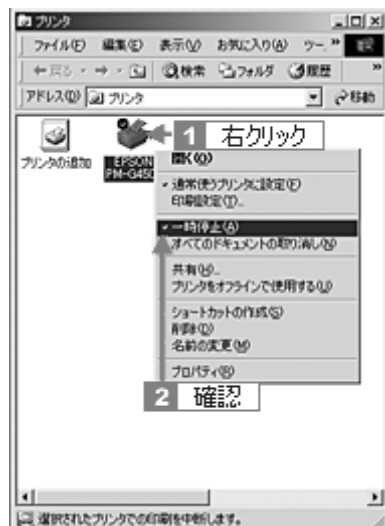 プリンタ
ファイル(F) 編集(E) 表示(V) お気に入り(A) ツー.. »
←戻る → 検索 フォルダ 履歴 »
アドレス(D) プリンタ 移動
1 右クリック
プリンタの追加
EPSON PM-G450
開く(O)
通常使うプリンタに設定(F)
印刷設定(T)...
一時停止(A)
すべてのドキュメントの取り消し(N)
共有(H)...
プリンタをオフラインで使用する(U)
ショートカットの作成(S)
削除(D)
名前の変更(M)
プロパティ(R)
2 確認
選択されたプリンタでの印刷を中断します。